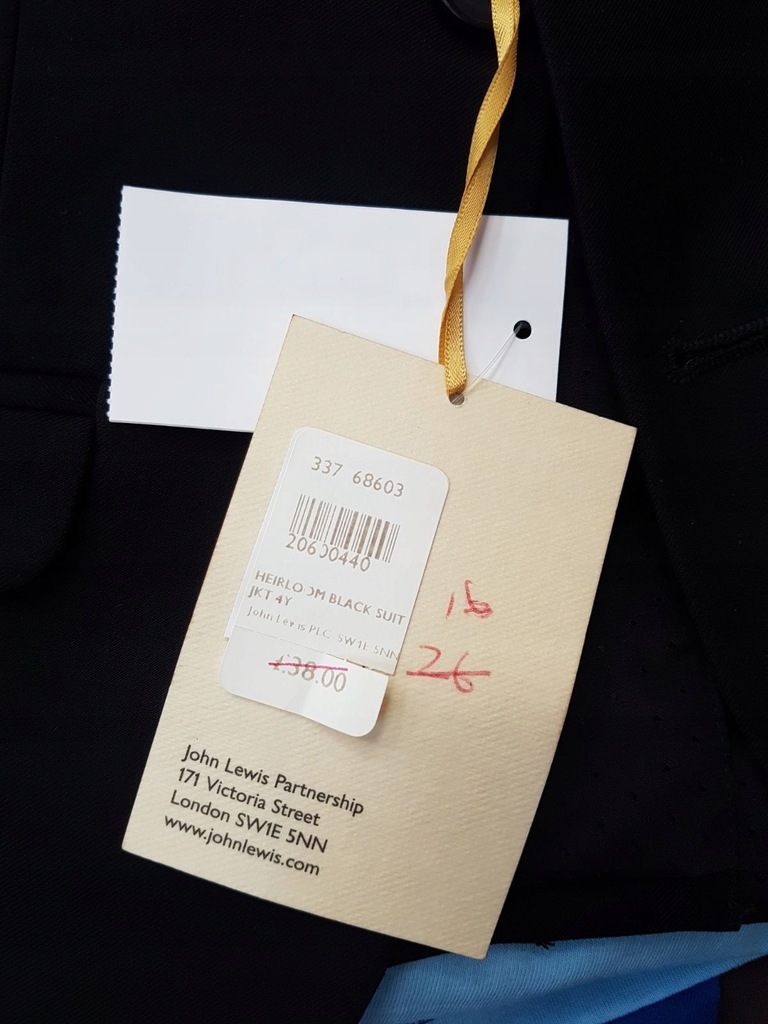 337 68603
20600440
HEIRLOOM BLACK SUIT
JKT 4Y
John Lewis PLC SW1E 5NN
£38.00
26
John Lewis Partnership
171 Victoria Street
London SW1E 5NN
www.johnlewis.com